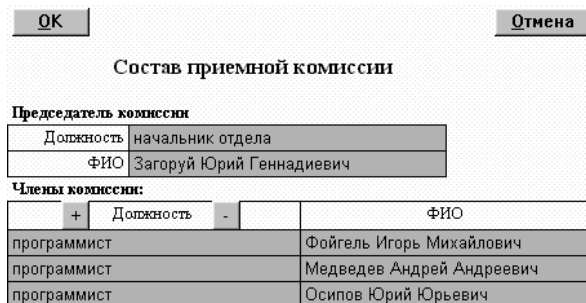 OK Отмена
Состав приемной комиссии
Председатель комиссии
Должность начальник отдела
ФИО Загоруй Юрий Геннадиевич
Члены комиссии:
+ Должность - ФИО
программист Фойгель Игорь Михайлович
программист Медведев Андрей Андреевич
программист Осипов Юрий Юрьевич